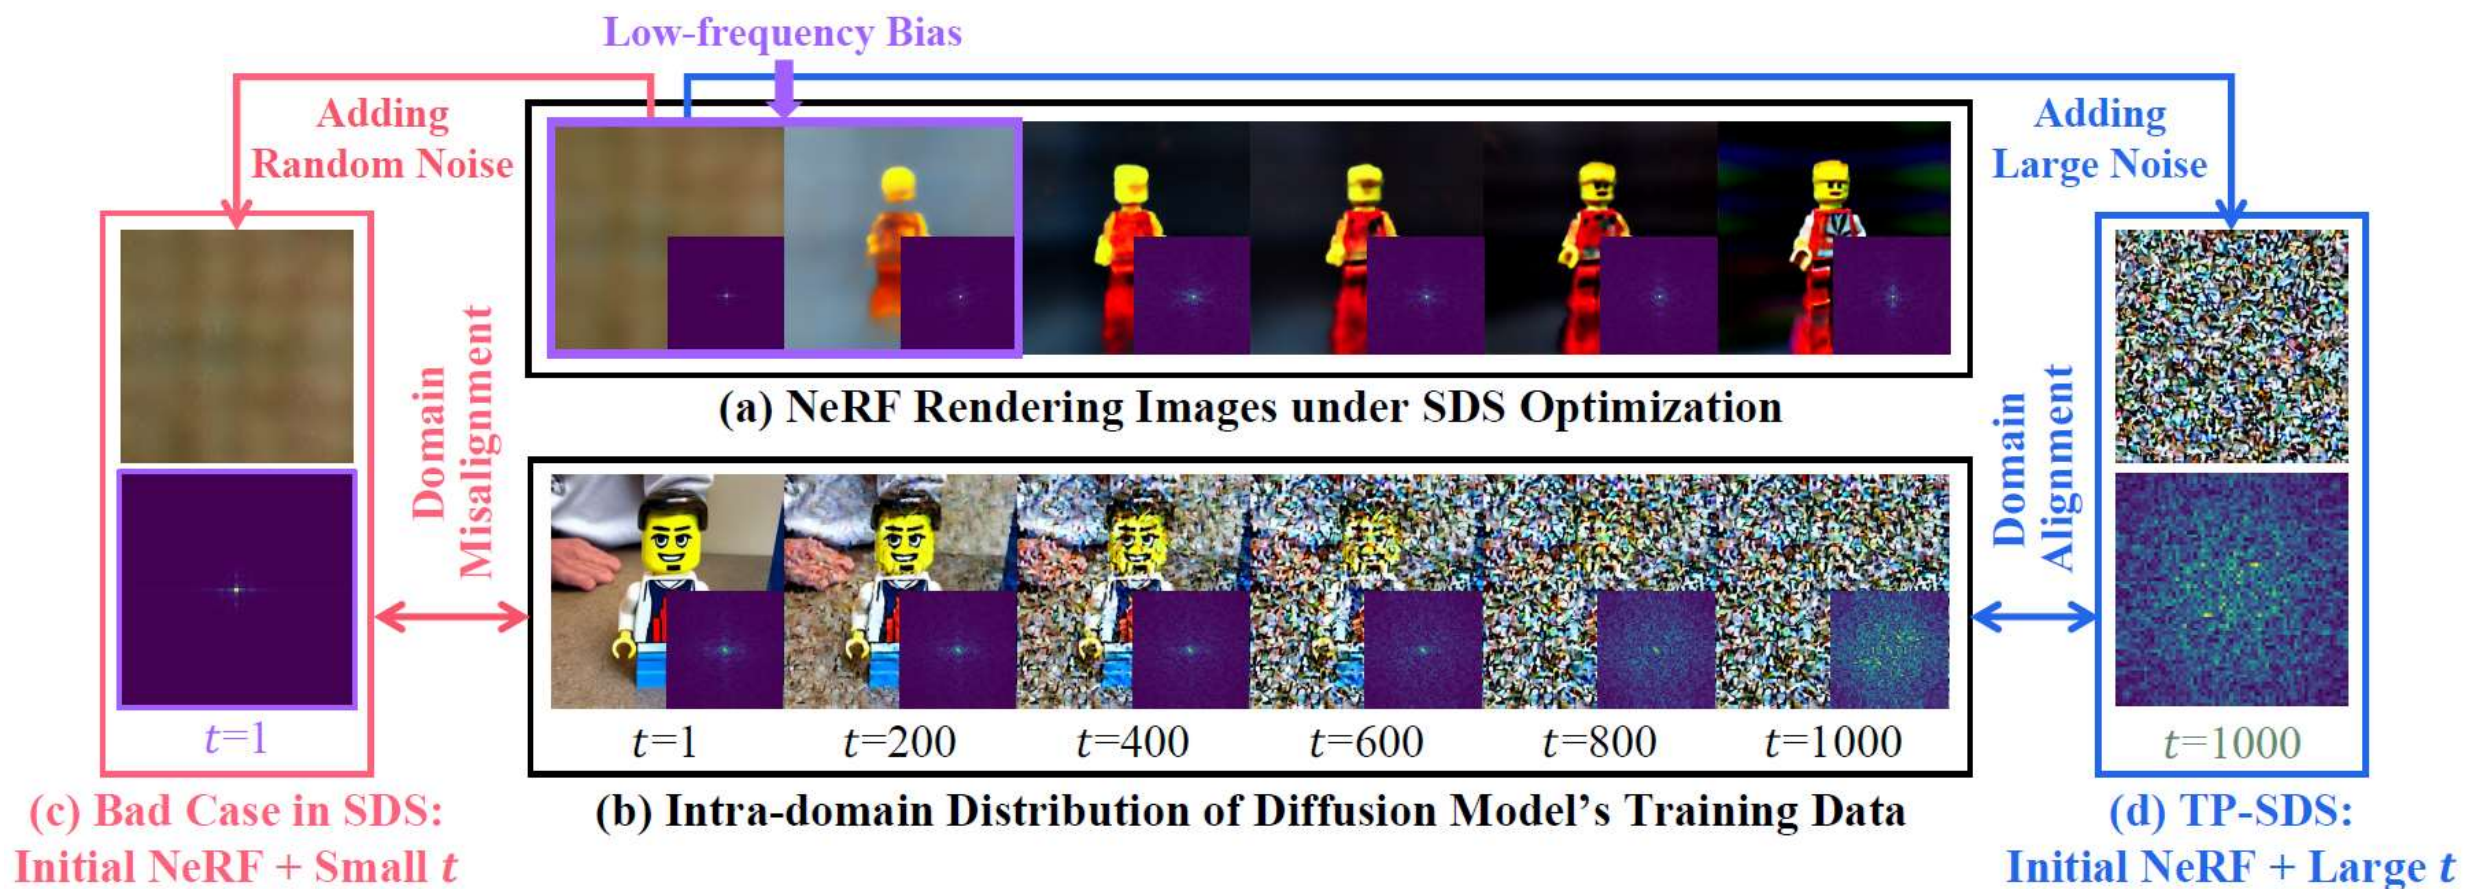 Low-frequency Bias
Adding
Random Noise
Adding
Large Noise
Domain
Misalignment
(a) NeRF Rendering Images under SDS Optimization
Domain
Alignment
t=1
t=1
t=200
t=400
t=600
t=800
t=1000
t=1000
(c) Bad Case in SDS:
Initial NeRF + Small t
(b) Intra-domain Distribution of Diffusion Model’s Training Data
(d) TP-SDS:
Initial NeRF + Large t